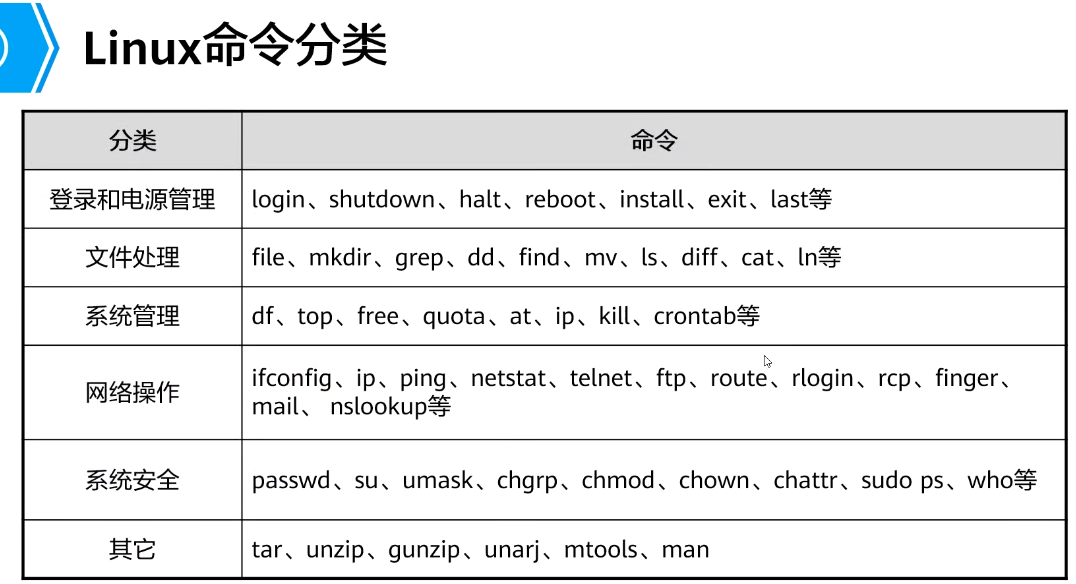 Linux命令分类
分类 命令
登录和电源管理 login、shutdown、halt、reboot、install、exit、last等
文件处理 file、mkdir、grep、dd、find、mv、ls、diff、cat、ln等
系统管理 df、top、free、quota、at、ip、kill、crontab等
网络操作 ifconfig、ip、ping、netstat、telnet、ftp、route、rlogin、rcp、finger、
mail、 nslookup等
系统安全 passwd、su、umask、chgrp、chmod、chown、chattr、sudo ps、who等
其它 tar、unzip、gunzip、unarj、mtools、man